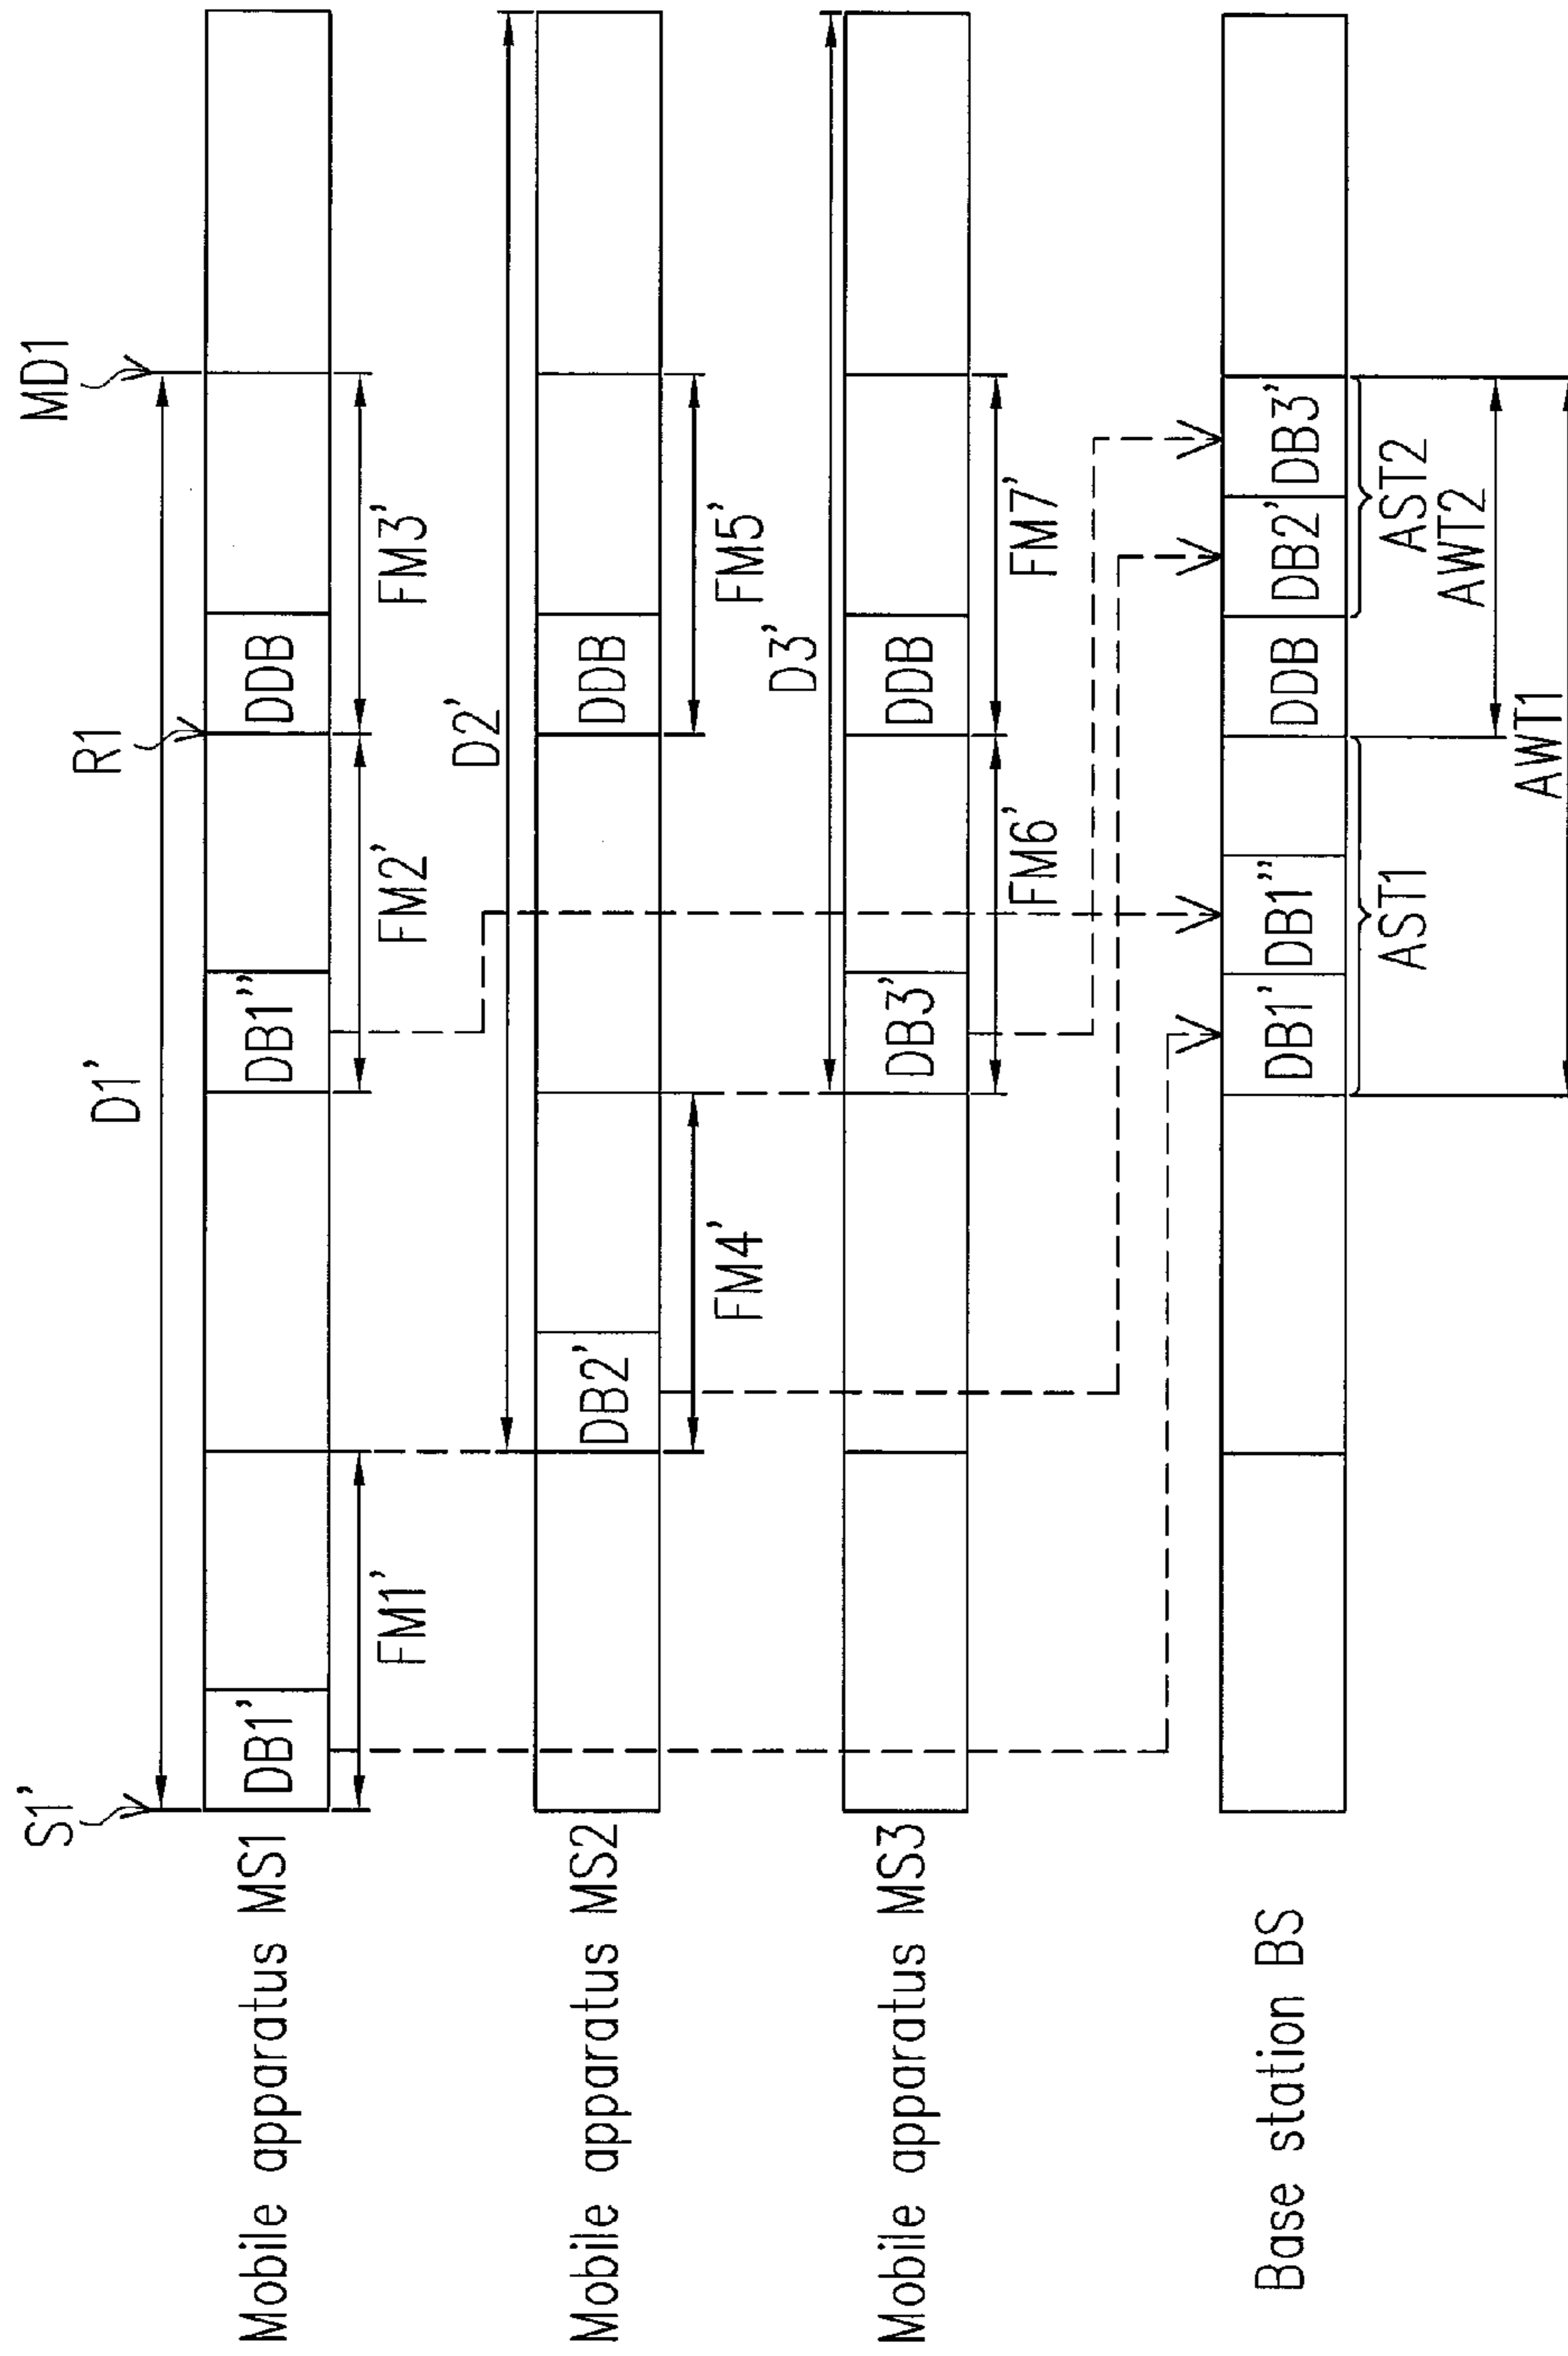 S1'
D1'
R1
MD1
Mobile apparatus MS1
DB1'
DB1''
DDB
FM1'
FM2'
FM3'
D2'
Mobile apparatus MS2
DB2'
DDB
FM4'
FM5'
D3'
Mobile apparatus MS3
DB3'
DDB
FM6'
FM7'
Base station BS
DB1'
DB1''
DDB
DB2'
DB3'
AST1
AST2
AWT2
AWT1